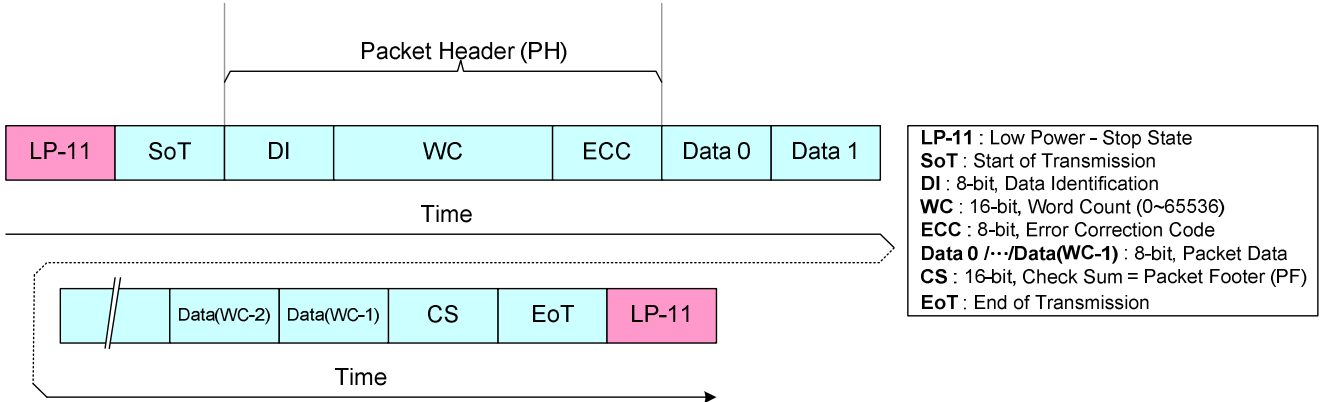 Packet Header (PH)
LP-11 SoT DI WC ECC Data 0 Data 1
Time
Data(WC-2) Data(WC-1) CS EoT LP-11
Time
LP-11 : Low Power - Stop State
SoT : Start of Transmission
DI : 8-bit, Data Identification
WC : 16-bit, Word Count (0~65536)
ECC : 8-bit, Error Correction Code
Data 0 /···/Data(WC-1) : 8-bit, Packet Data
CS : 16-bit, Check Sum = Packet Footer (PF)
EoT : End of Transmission